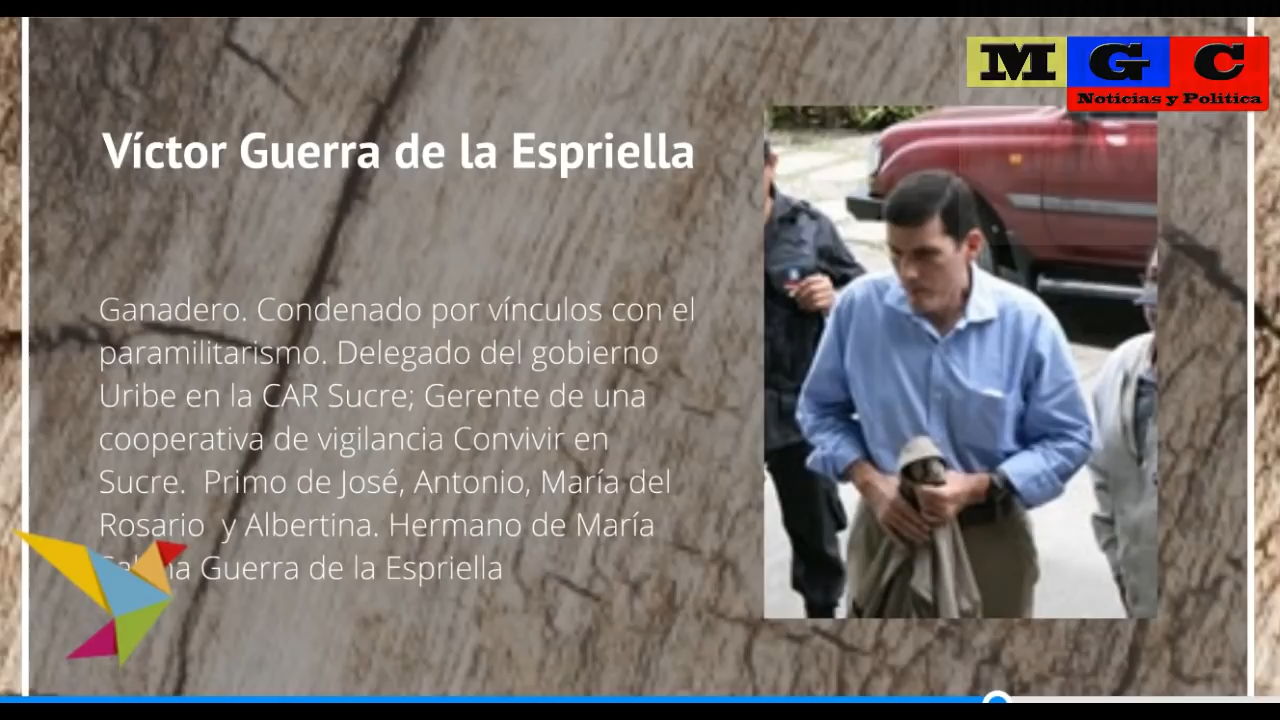 M G C
Noticias y Politica
Víctor Guerra de la Espriella
Ganadero. Condenado por vínculos con el
paramilitarismo. Delegado del gobierno
Uribe en la CAR Sucre; Gerente de una
cooperativa de vigilancia Convivir en
Sucre.  Primo de José, Antonio, María del
Rosario  y Albertina. Hermano de María
Guerra de la Espriella